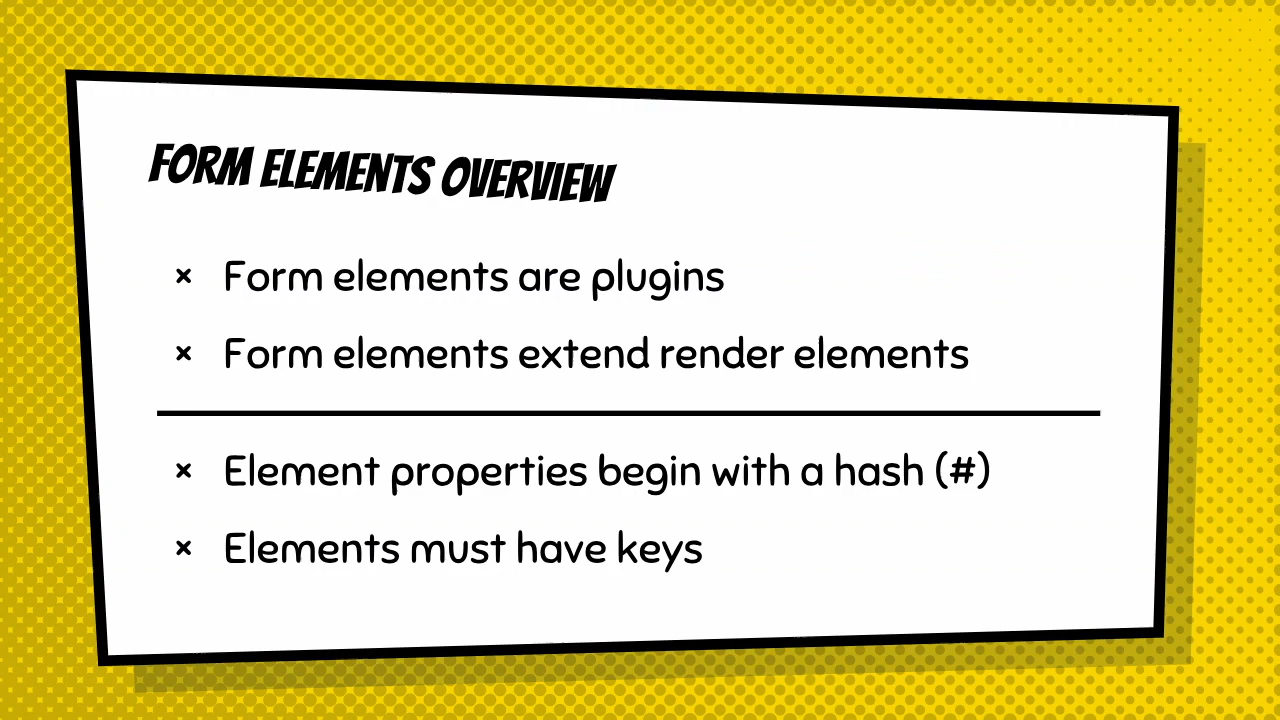 FORM ELEMENTS OVERVIEW
× Form elements are plugins
× Form elements extend render elements
× Element properties begin with a hash (#)
× Elements must have keys